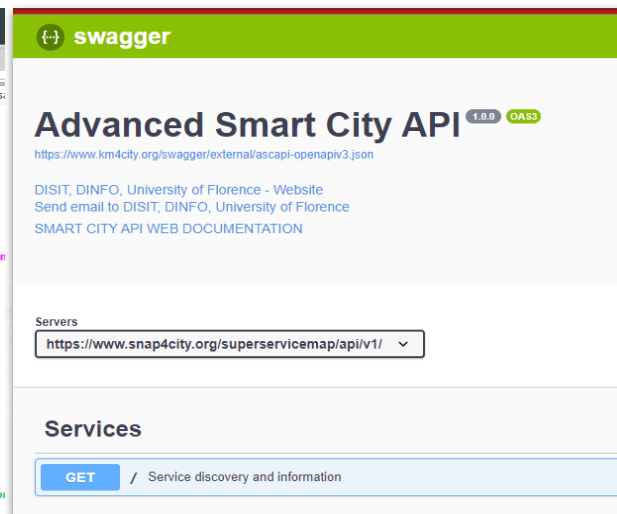 {···} swagger
Advanced Smart City API 1.0.0 OAS3
https://www.km4city.org/swagger/external/ascapi-openapiv3.json
DISIT, DINFO, University of Florence - Website
Send email to DISIT, DINFO, University of Florence
SMART CITY API WEB DOCUMENTATION
Servers
https://www.snap4city.org/superservicemap/api/v1/
Services
GET / Service discovery and information